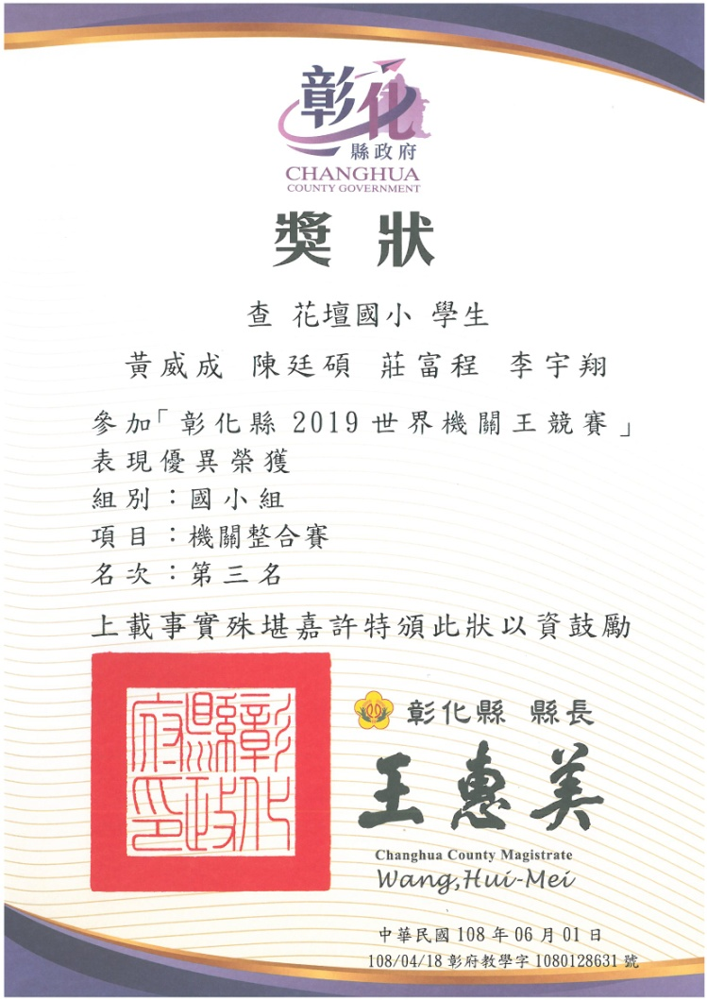 彰化
縣政府
CHANGHUA
COUNTY GOVERNMENT
獎狀
查 花壇國小 學生
黃威成 陳廷碩 莊富程 李宇翔
參加「彰化縣 2019 世界機關王競賽」
表現優異榮獲
組別：國小組
項目：機關整合賽
名次：第三名
上載事實殊堪嘉許特頒此狀以資鼓勵
彰化縣政府印
彰化縣 縣長
王惠美
Changhua County Magistrate
Wang,Hui-Mei
中華民國 108 年 06 月 01 日
108/04/18 彰府教學字 1080128631 號